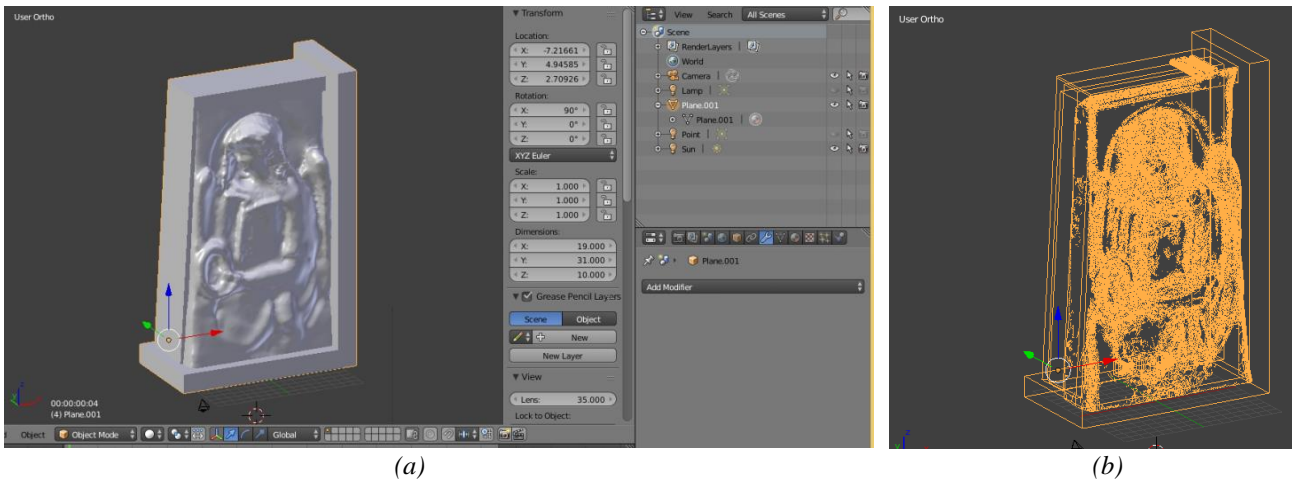 User Ortho
00:00:00:04
(4) Plane.001
Object
Object Mode
Global
Transform
Location:
X: -7.21661
Y: 4.94585
Z: 2.70926
Rotation:
X: 90°
Y: 0°
Z: 0°
XYZ Euler
Scale:
X: 1.000
Y: 1.000
Z: 1.000
Dimensions:
X: 19.000
Y: 31.000
Z: 10.000
Grease Pencil Layers
Scene Object
New
New Layer
View
Lens: 35.000
Lock to Object:
View Search All Scenes
Scene
RenderLayers
World
Camera
Lamp
Plane.001
Plane.001
Point
Sun
Plane.001
Add Modifier
User Ortho
(a) (b)